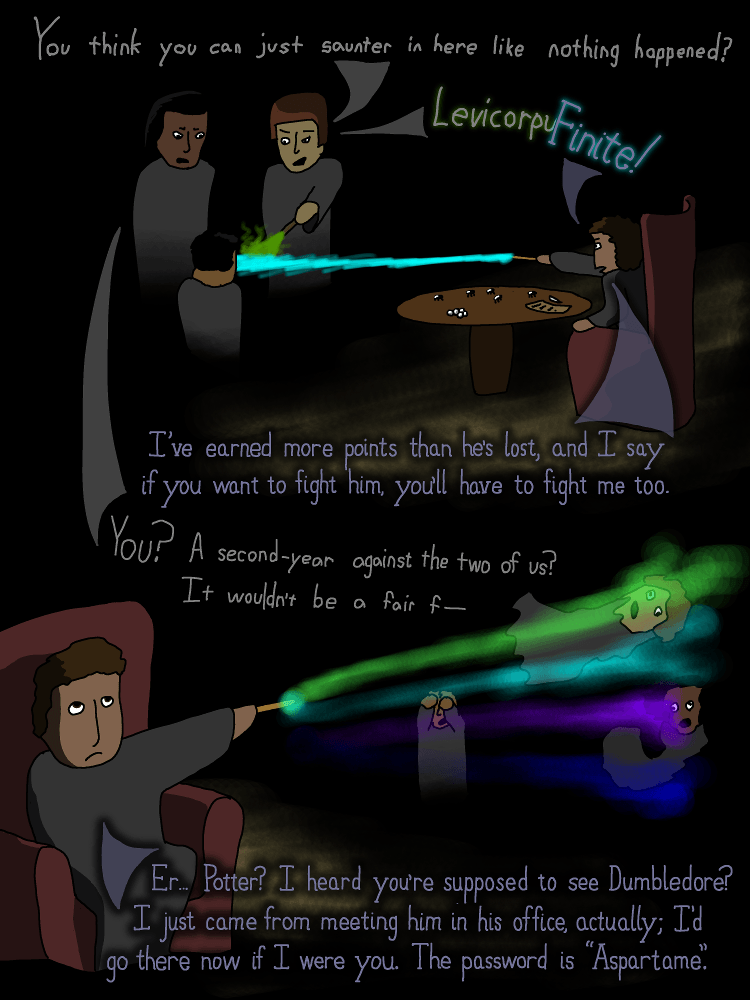 You think you can just saunter in here like nothing happened?
Levicorpu
Finite!
I've earned more points than he's lost, and I say
if you want to fight him, you'll have to fight me too.
You? A second-year against the two of us?
It wouldn't be a fair f—
Er... Potter? I heard you're supposed to see Dumbledore?
I just came from meeting him in his office, actually; I'd
go there now if I were you. The password is "Aspartame".